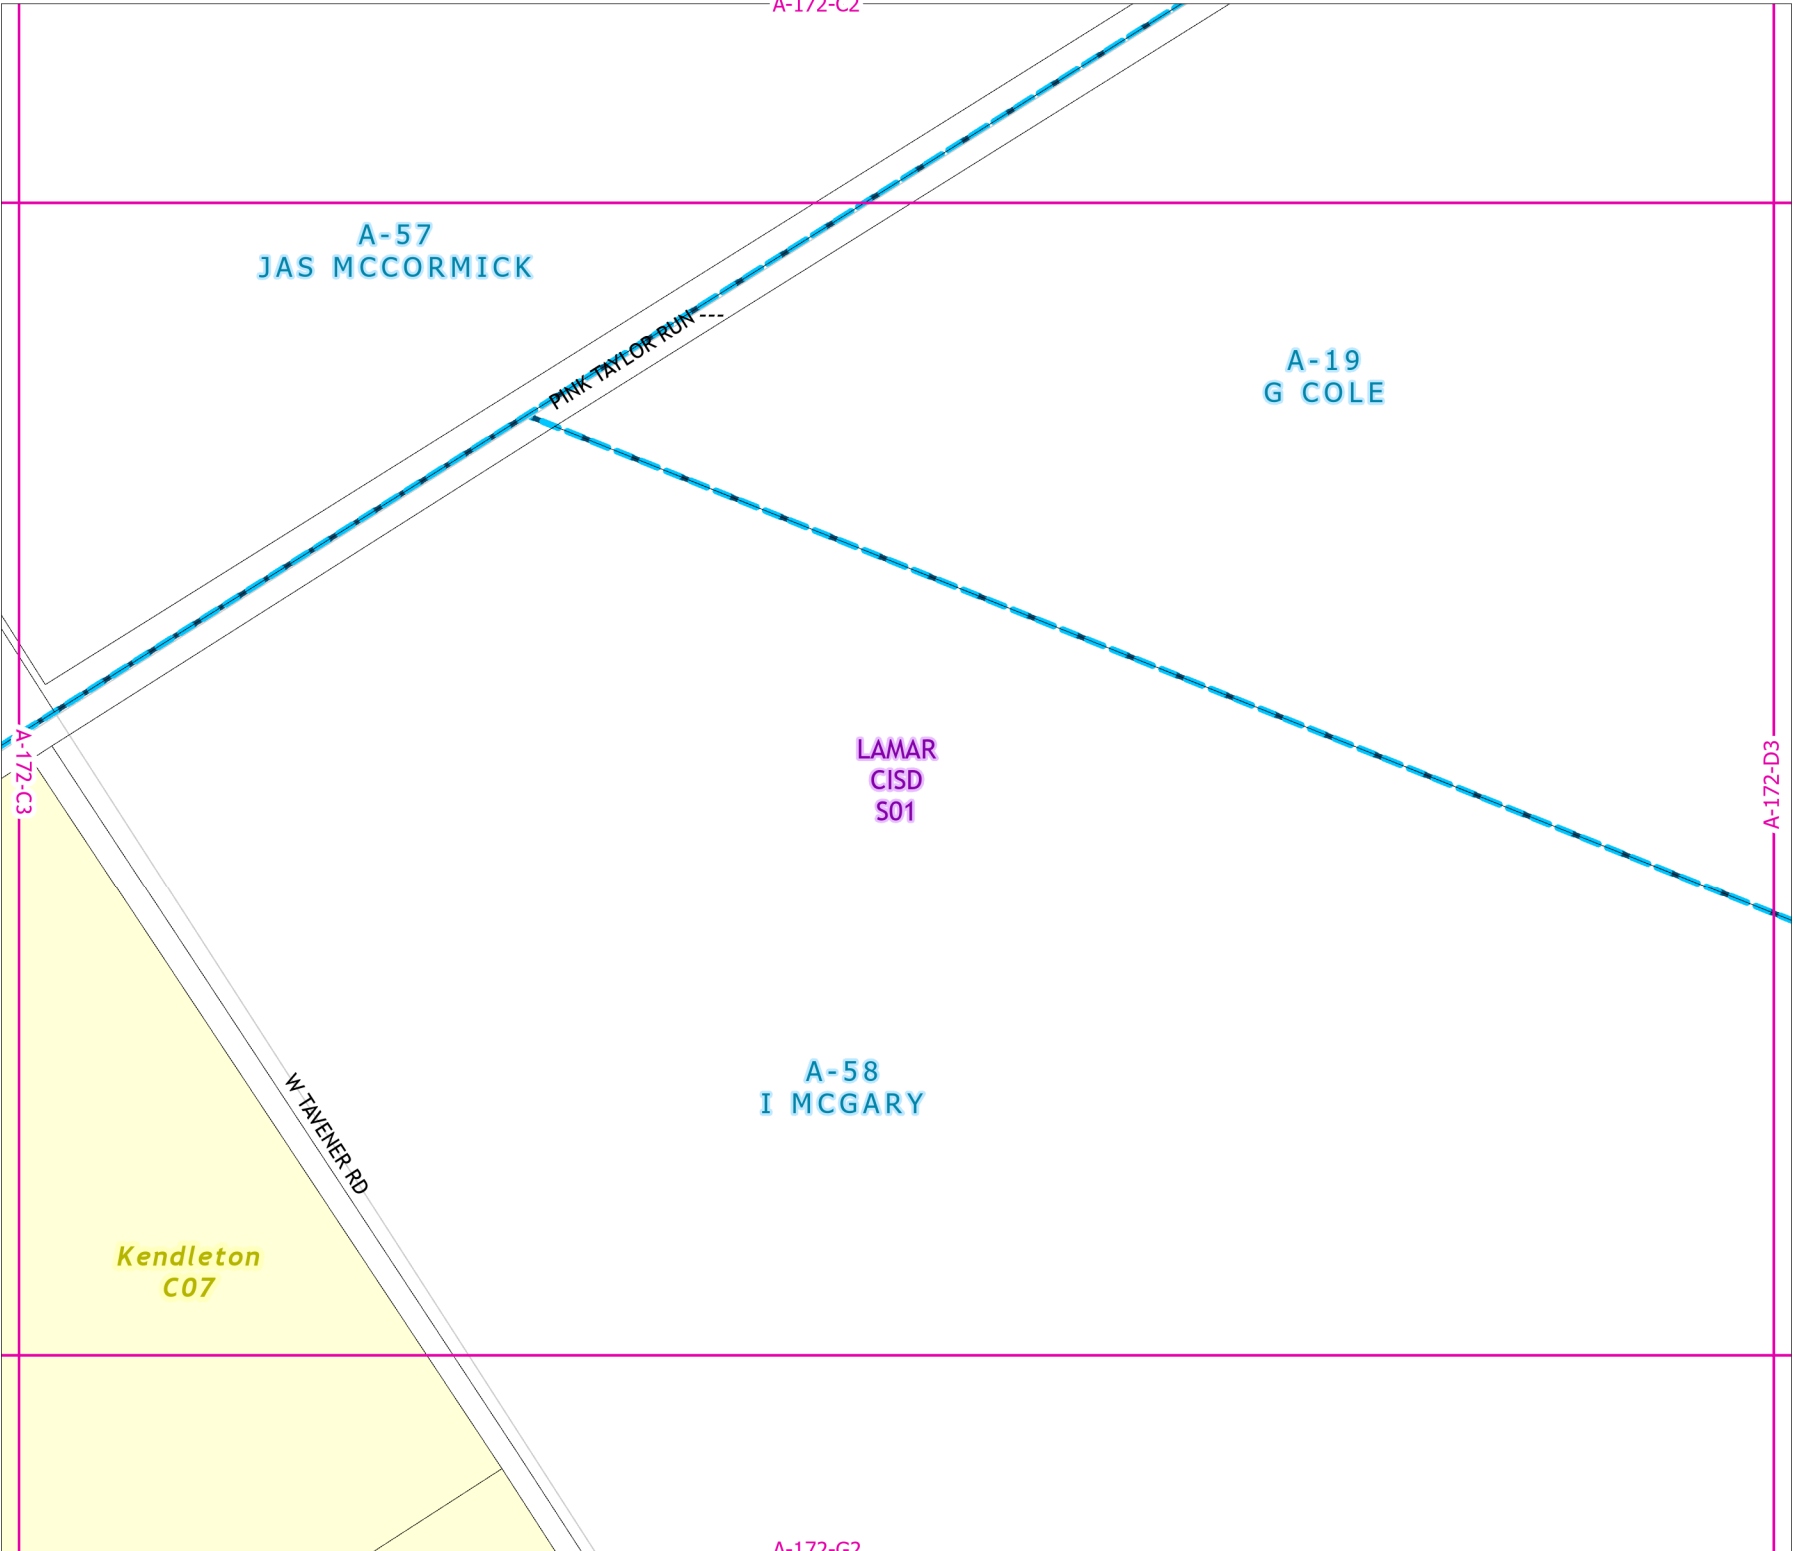 A-172-C2
A-57
JAS MCCORMICK
PINK TAYLOR RUN ---
A-19
G COLE
A-172-C3
LAMAR
CISD
S01
A-172-D3
A-58
I MCGARY
W TAVENER RD
Kendleton
C07
A-172-G2